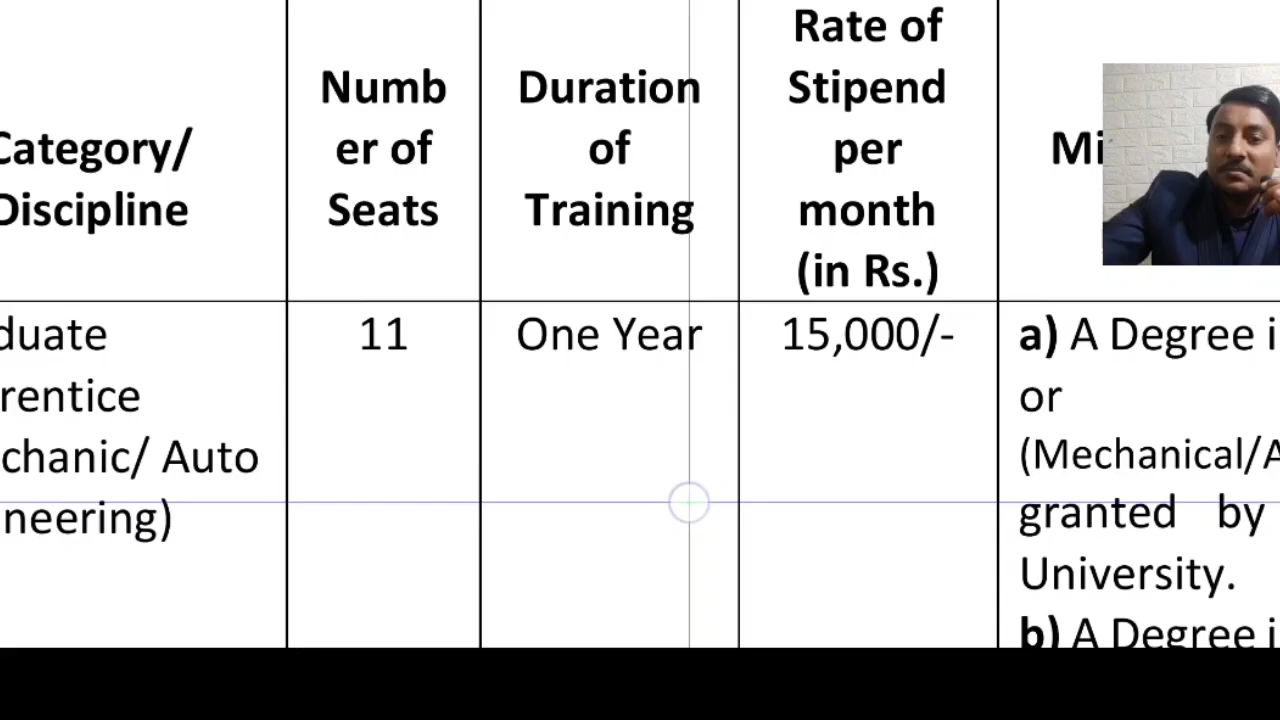 Category/
Discipline
Numb
er of
Seats
Duration
of
Training
Rate of
Stipend
per
month
(in Rs.)
Mi
duate
rentice
chanic/ Auto
neering)
11
One Year
15,000/-
a) A Degree i
or
(Mechanical/A
granted by
University.
b) A Degree i